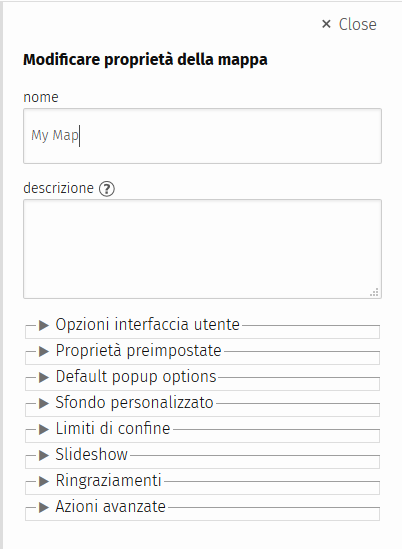 × Close
Modificare proprietà della mappa
nome
My Map
descrizione ?
▶ Opzioni interfaccia utente
▶ Proprietà preimpostate
▶ Default popup options
▶ Sfondo personalizzato
▶ Limiti di confine
▶ Slideshow
▶ Ringraziamenti
▶ Azioni avanzate